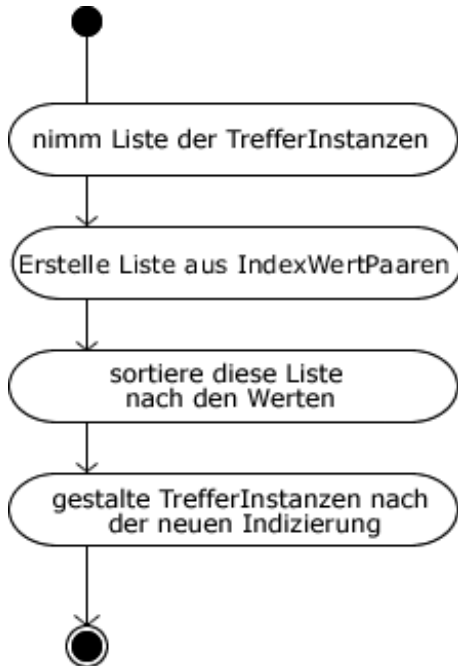 nimm Liste der TrefferInstanzen
Erstelle Liste aus IndexWertPaaren
sortiere diese Liste
nach den Werten
gestalte TrefferInstanzen nach
der neuen Indizierung